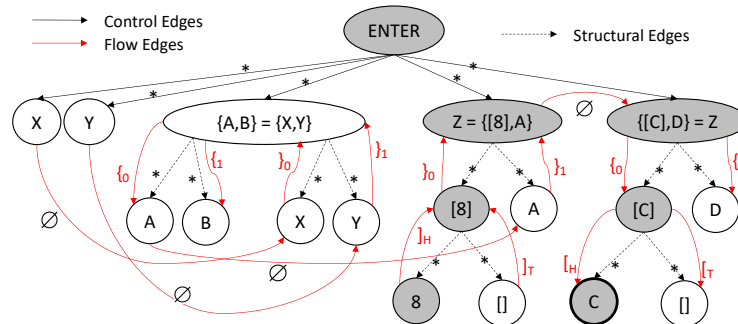 Control Edges
Flow Edges
ENTER
Structural Edges
* * * * *
∅
X Y {A,B} = {X,Y} Z = {[8],A} {[C],D} = Z
{0 {1 }0 }1 }0 }1 {0 {
* * * * * * * *
A B X Y [8] A [C] D
∅ ∅ ∅
]H * * ]T [H * * [T
8 [] C []